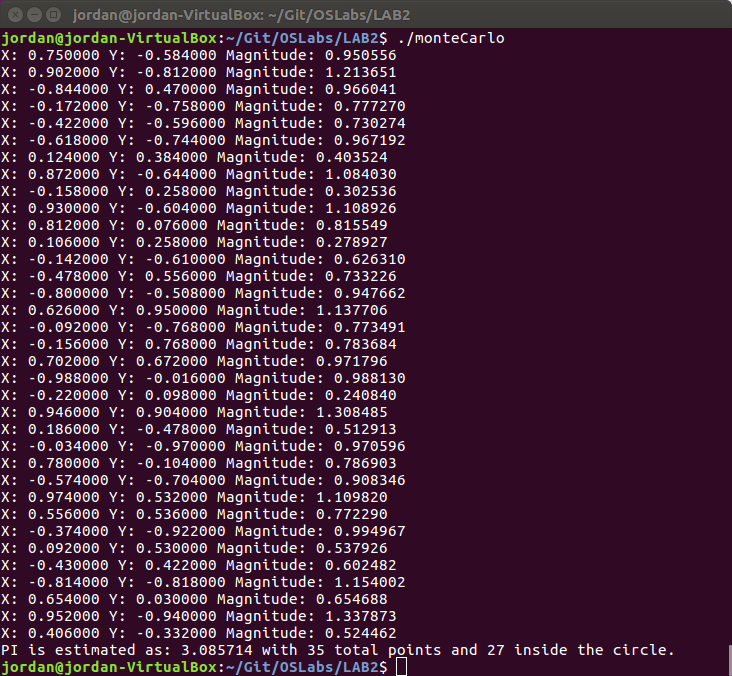 jordan@jordan-VirtualBox: ~/Git/OSLabs/LAB2
jordan@jordan-VirtualBox:~/Git/OSLabs/LAB2$ ./monteCarlo
X: 0.750000 Y: -0.584000 Magnitude: 0.950556
X: 0.902000 Y: -0.812000 Magnitude: 1.213651
X: -0.844000 Y: 0.470000 Magnitude: 0.966041
X: -0.172000 Y: -0.758000 Magnitude: 0.777270
X: -0.422000 Y: -0.596000 Magnitude: 0.730274
X: -0.618000 Y: -0.744000 Magnitude: 0.967192
X: 0.124000 Y: 0.384000 Magnitude: 0.403524
X: 0.872000 Y: -0.644000 Magnitude: 1.084030
X: -0.158000 Y: 0.258000 Magnitude: 0.302536
X: 0.930000 Y: -0.604000 Magnitude: 1.108926
X: 0.812000 Y: 0.076000 Magnitude: 0.815549
X: 0.106000 Y: 0.258000 Magnitude: 0.278927
X: -0.142000 Y: -0.610000 Magnitude: 0.626310
X: -0.478000 Y: 0.556000 Magnitude: 0.733226
X: -0.800000 Y: -0.508000 Magnitude: 0.947662
X: 0.626000 Y: 0.950000 Magnitude: 1.137706
X: -0.092000 Y: -0.768000 Magnitude: 0.773491
X: -0.156000 Y: 0.768000 Magnitude: 0.783684
X: 0.702000 Y: 0.672000 Magnitude: 0.971796
X: -0.988000 Y: -0.016000 Magnitude: 0.988130
X: -0.220000 Y: 0.098000 Magnitude: 0.240840
X: 0.946000 Y: 0.904000 Magnitude: 1.308485
X: 0.186000 Y: -0.478000 Magnitude: 0.512913
X: -0.034000 Y: -0.970000 Magnitude: 0.970596
X: 0.780000 Y: -0.104000 Magnitude: 0.786903
X: -0.574000 Y: -0.704000 Magnitude: 0.908346
X: 0.974000 Y: 0.532000 Magnitude: 1.109820
X: 0.556000 Y: 0.536000 Magnitude: 0.772290
X: -0.374000 Y: -0.922000 Magnitude: 0.994967
X: 0.092000 Y: 0.530000 Magnitude: 0.537926
X: -0.430000 Y: 0.422000 Magnitude: 0.602482
X: -0.814000 Y: -0.818000 Magnitude: 1.154002
X: 0.654000 Y: 0.030000 Magnitude: 0.654688
X: 0.952000 Y: -0.940000 Magnitude: 1.337873
X: 0.406000 Y: -0.332000 Magnitude: 0.524462
PI is estimated as: 3.085714 with 35 total points and 27 inside the circle.
jordan@jordan-VirtualBox:~/Git/OSLabs/LAB2$